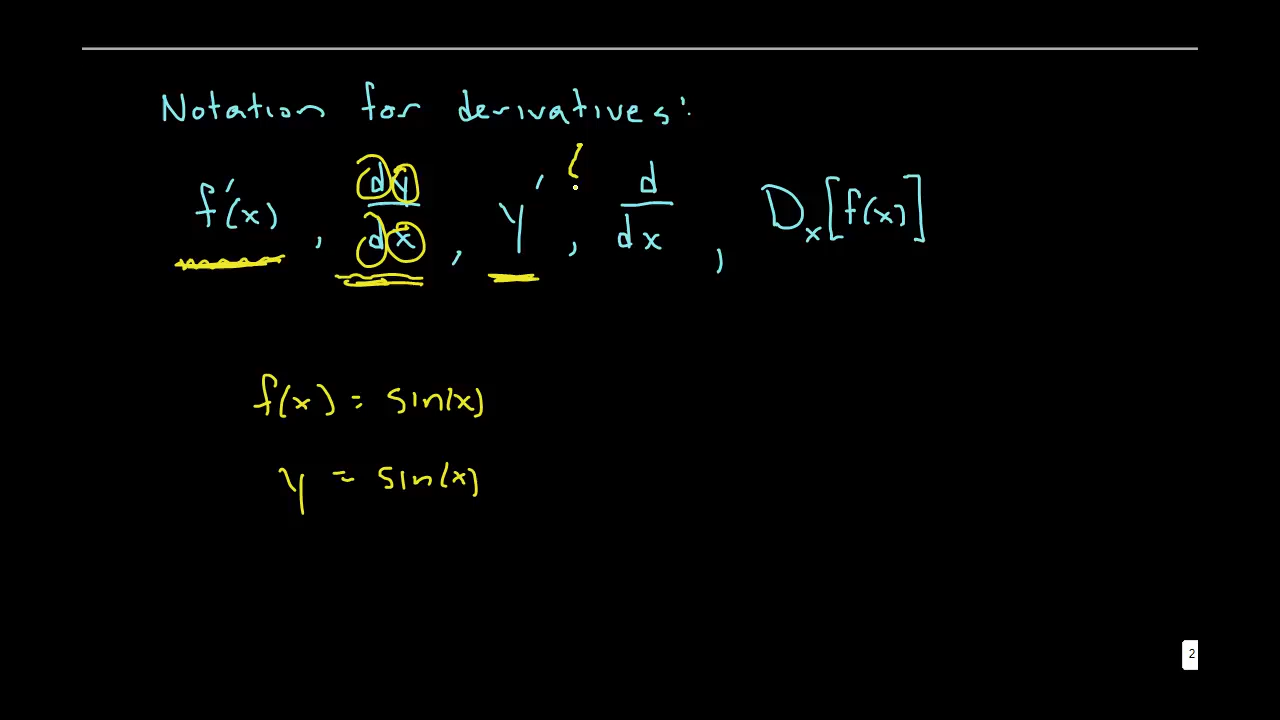 Notation for derivatives:
f'(x), dy/dx, y', d/dx, Dx[f(x)]
f(x) = sin(x)
y = sin(x)
2